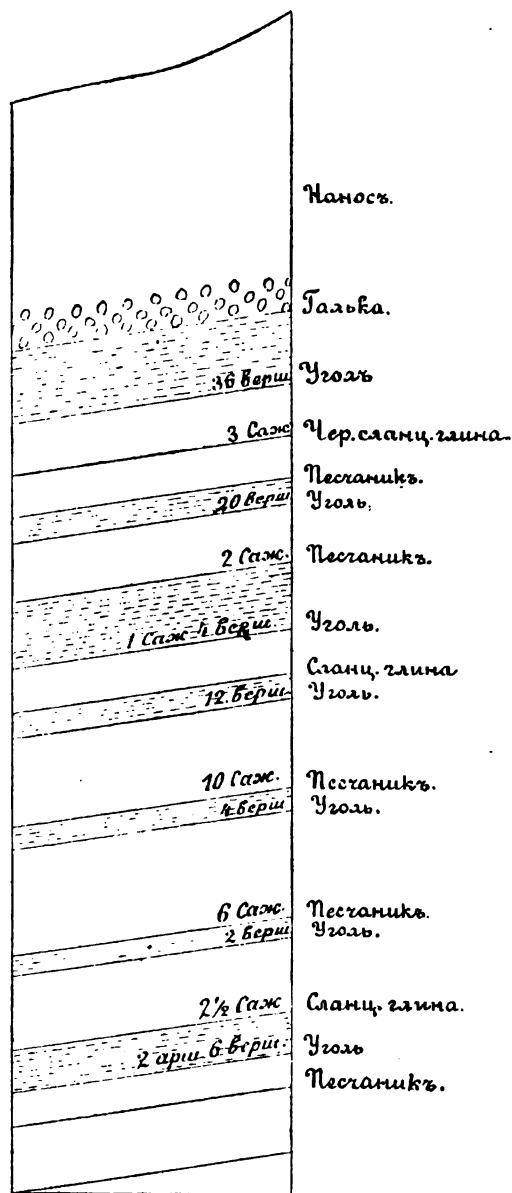 Наносъ.
Галька.
36 верш Уголъ
3 Саж Чер.сланц.глина.
Песчаникъ.
20 верш Уголь.
2 Саж. Песчаникъ.
1 Саж 4 верш Уголь.
Сланц.глина
12 верш Уголь.
10 Саж. Песчаникъ.
4 верш Уголь.
6 Саж. Песчаникъ.
2 верш Уголь.
2½ Саж Сланц.глина.
2 арш 6 верш. Уголь
Песчаникъ.